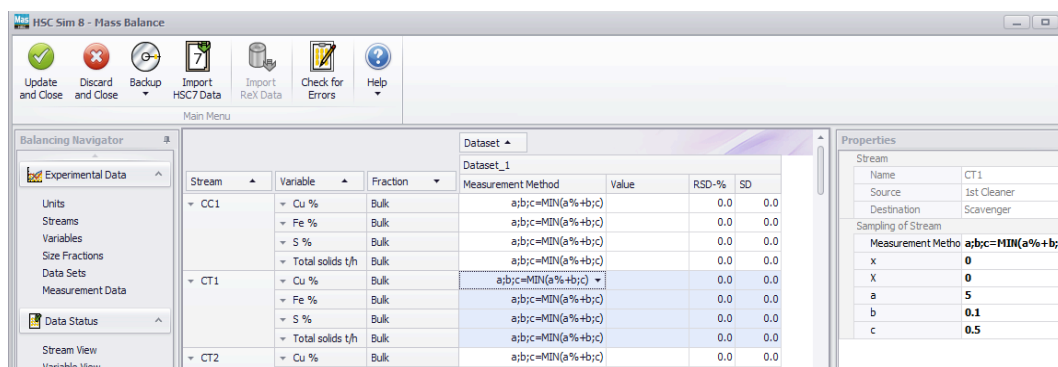 HSC Sim 8 - Mass Balance
Update and Close
Discard and Close
Backup
Import HSC7 Data
Import ReX Data
Check for Errors
Help
Main Menu
Balancing Navigator
Experimental Data
Units
Streams
Variables
Size Fractions
Data Sets
Measurement Data
Data Status
Stream View
Variable View
Dataset
Dataset_1
Stream Variable Fraction Measurement Method Value RSD-% SD
CC1 Cu % Bulk a;b;c=MIN(a%+b;c) 0.0 0.0
Fe % Bulk a;b;c=MIN(a%+b;c) 0.0 0.0
S % Bulk a;b;c=MIN(a%+b;c) 0.0 0.0
Total solids t/h Bulk a;b;c=MIN(a%+b;c) 0.0 0.0
CT1 Cu % Bulk a;b;c=MIN(a%+b;c) 0.0 0.0
Fe % Bulk a;b;c=MIN(a%+b;c) 0.0 0.0
S % Bulk a;b;c=MIN(a%+b;c) 0.0 0.0
Total solids t/h Bulk a;b;c=MIN(a%+b;c) 0.0 0.0
CT2 Cu % Bulk a;b;c=MIN(a%+b;c) 0.0 0.0
Properties
Stream
Name CT1
Source 1st Cleaner
Destination Scavenger
Sampling of Stream
Measurement Metho a;b;c=MIN(a%+b;
x 0
X 0
a 5
b 0.1
c 0.5